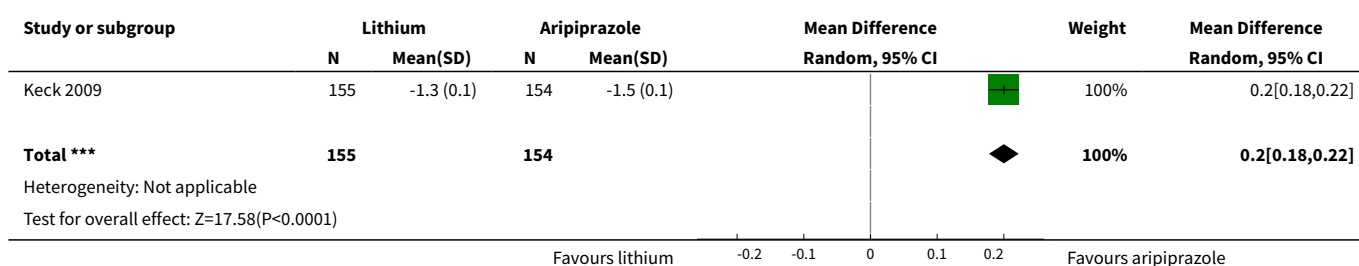 Study or subgroup Lithium Aripiprazole Mean Difference Weight Mean Difference
N Mean(SD) N Mean(SD) Random, 95% CI Random, 95% CI
Keck 2009 155 -1.3 (0.1) 154 -1.5 (0.1) 100% 0.2[0.18,0.22]
Total *** 155 154 100% 0.2[0.18,0.22]
Heterogeneity: Not applicable
Test for overall effect: Z=17.58(P<0.0001)
Favours lithium -0.2 -0.1 0 0.1 0.2 Favours aripiprazole